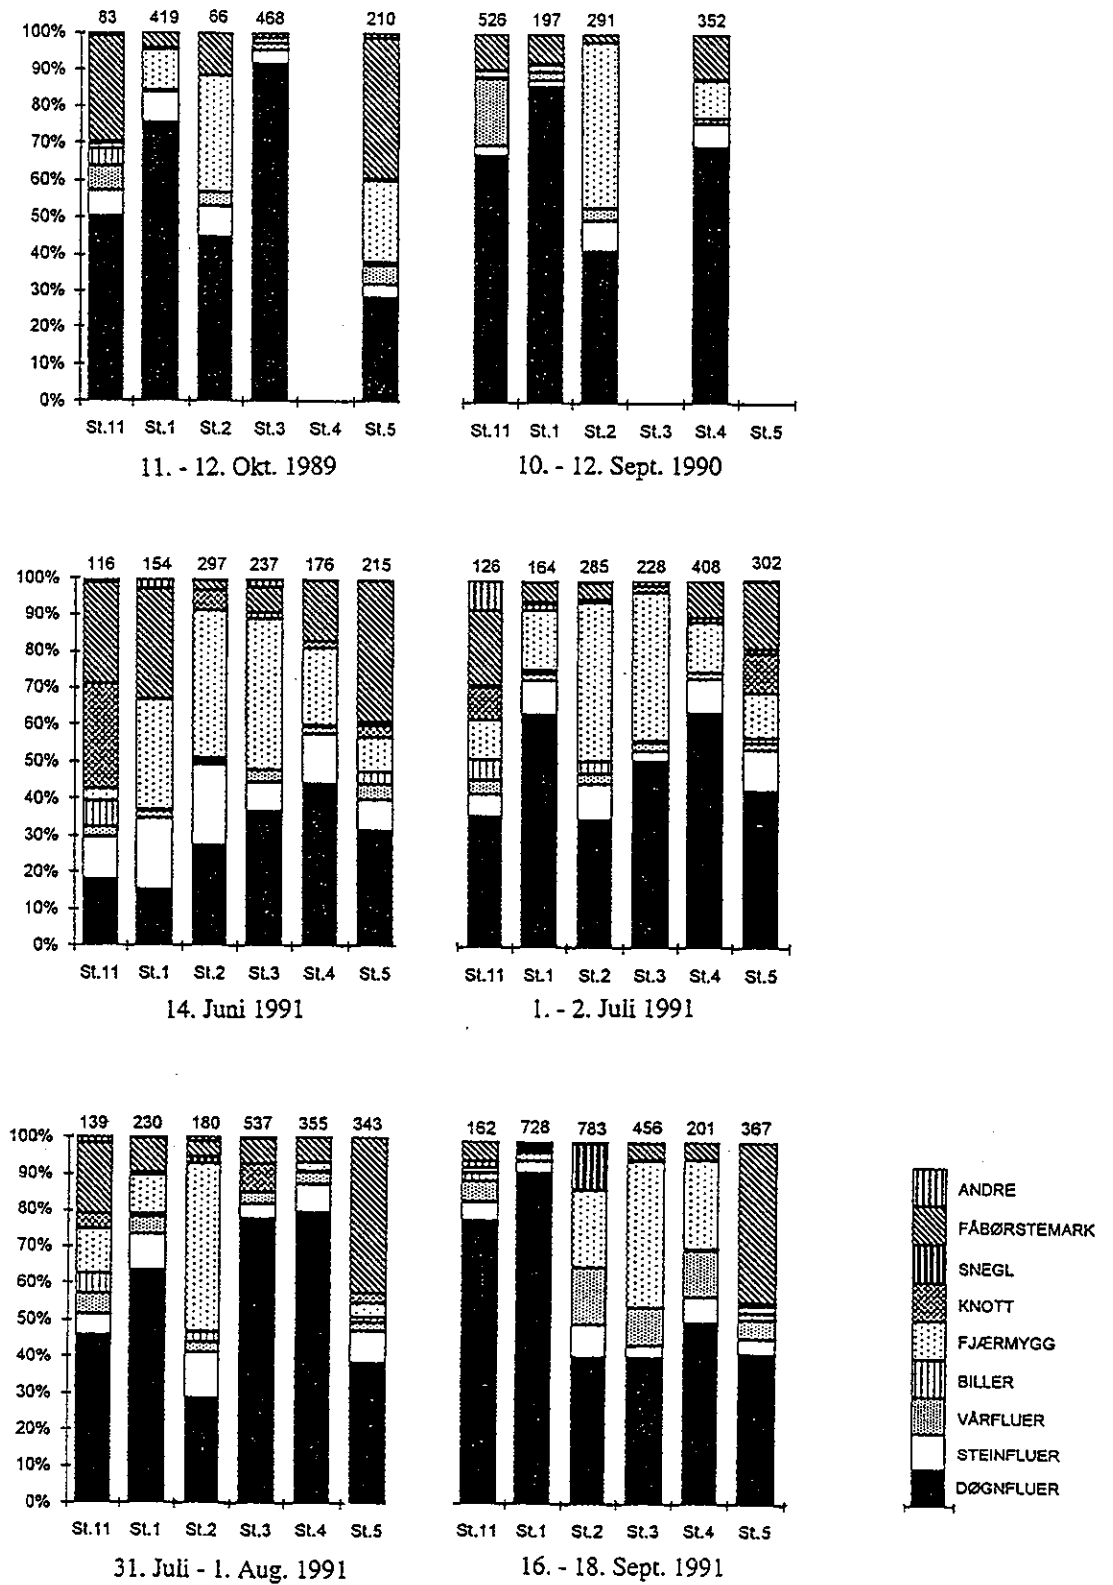 83 419 66 468 210
100%
90%
80%
70%
60%
50%
40%
30%
20%
10%
0%
St.11 St.1 St.2 St.3 St.4 St.5
11. - 12. Okt. 1989
526 197 291 352
St.11 St.1 St.2 St.3 St.4 St.5
10. - 12. Sept. 1990
116 154 297 237 176 215
100%
90%
80%
70%
60%
50%
40%
30%
20%
10%
0%
St.11 St.1 St.2 St.3 St.4 St.5
14. Juni 1991
126 164 285 228 408 302
St.11 St.1 St.2 St.3 St.4 St.5
1. - 2. Juli 1991
139 230 180 537 355 343
100%
90%
80%
70%
60%
50%
40%
30%
20%
10%
0%
St.11 St.1 St.2 St.3 St.4 St.5
31. Juli - 1. Aug. 1991
162 728 783 456 201 367
St.11 St.1 St.2 St.3 St.4 St.5
16. - 18. Sept. 1991
ANDRE
FÅBØRSTEMARK
SNEGL
KNOTT
FJÆRMYGG
BILLER
VÅRFLUER
STEINFLUER
DØGNFLUER